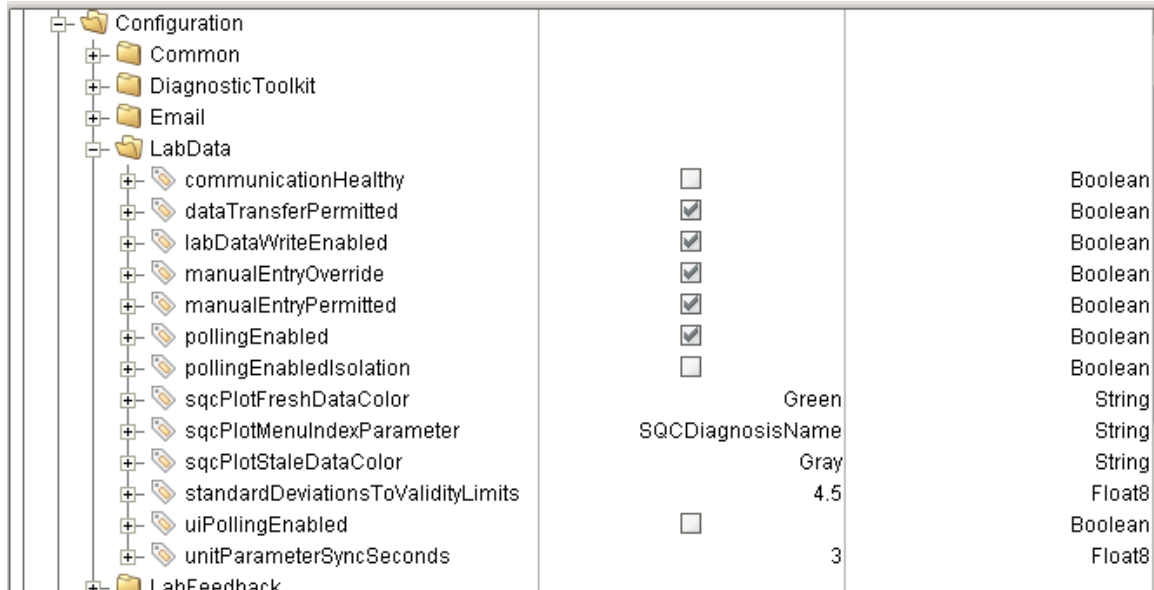 Configuration
Common
DiagnosticToolkit
Email
LabData
communicationHealthy Boolean
dataTransferPermitted Boolean
labDataWriteEnabled Boolean
manualEntryOverride Boolean
manualEntryPermitted Boolean
pollingEnabled Boolean
pollingEnabledIsolation Boolean
sqcPlotFreshDataColor Green String
sqcPlotMenuIndexParameter SQCDiagnosisName String
sqcPlotStaleDataColor Gray String
standardDeviationsToValidityLimits 4.5 Float8
uiPollingEnabled Boolean
unitParameterSyncSeconds 3 Float8
LabFeedback